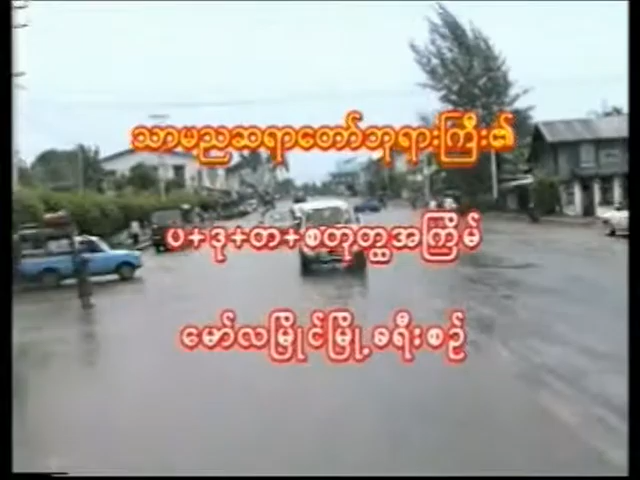 သာမညဆရာတော်ဘုရားကြီး၏
ပ+ဒု+တ+စတုတ္ထအကြိမ်
မော်လမြိုင်မြို့ခရီးစဉ်